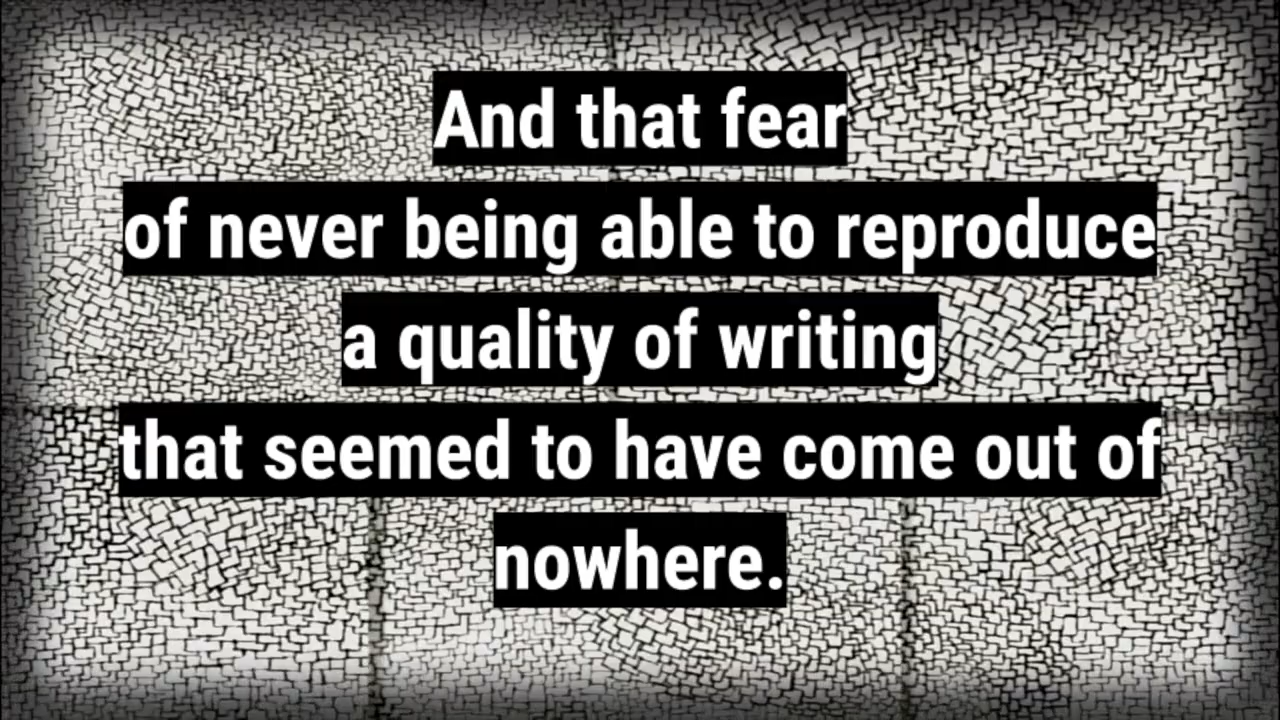 And that fear
of never being able to reproduce
a quality of writing
that seemed to have come out of
nowhere.